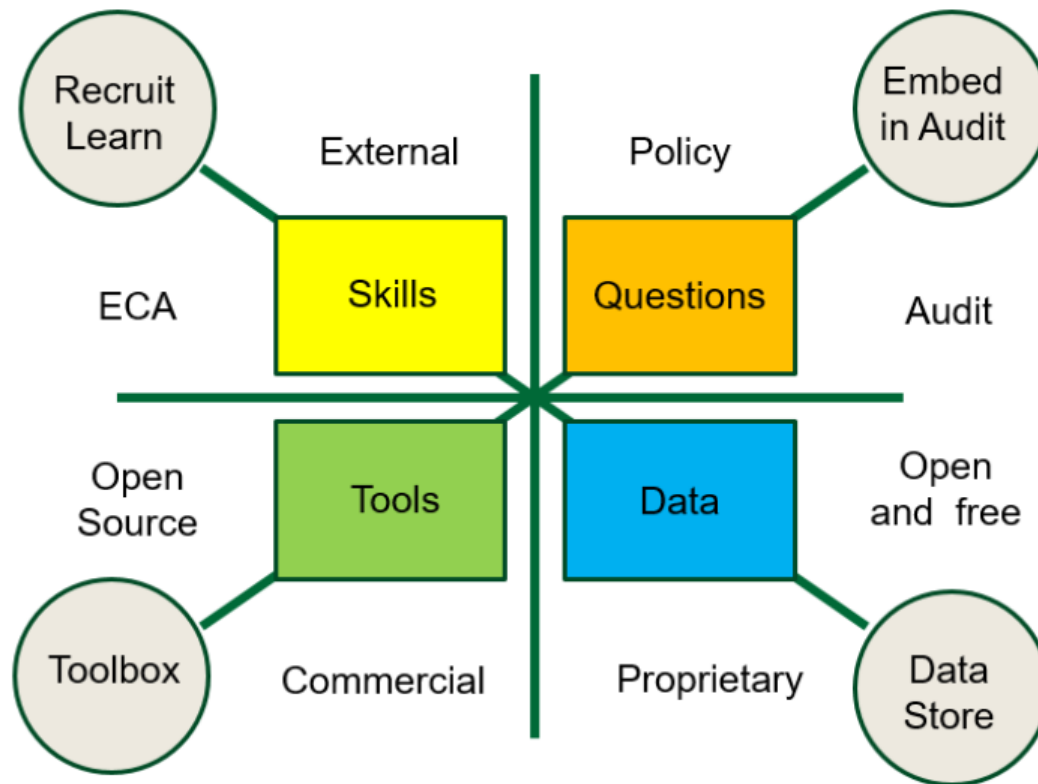 Recruit
Learn
External
Policy
Embed
in Audit
ECA
Skills
Questions
Audit
Open
Source
Tools
Data
Open
and free
Toolbox
Commercial
Proprietary
Data
Store